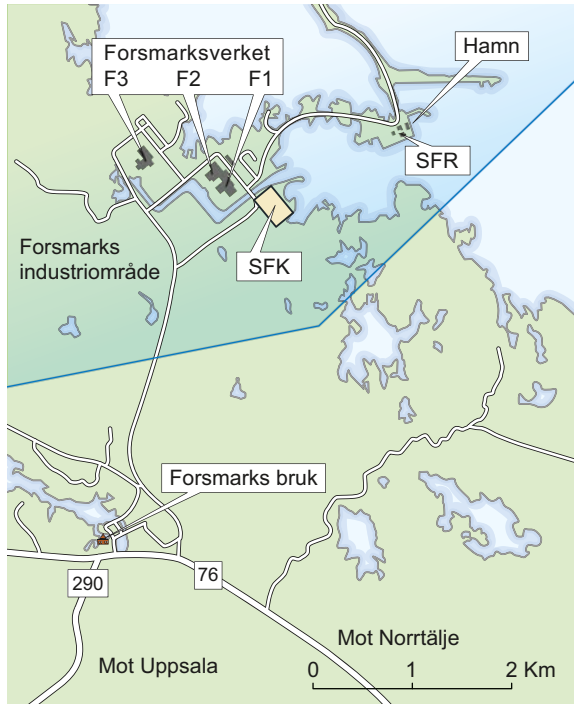 Forsmarksverket
F3 F2 F1
Hamn
SFR
SFK
Forsmarks
industriområde
Forsmarks bruk
290
76
Mot Uppsala
Mot Norrtälje
0 1 2 Km